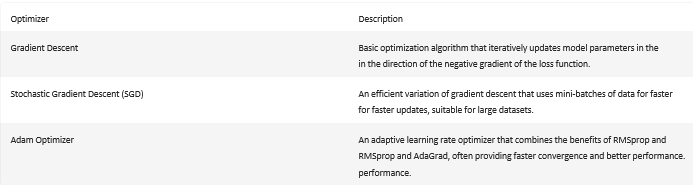 Optimizer Description
Gradient Descent Basic optimization algorithm that iteratively updates model parameters in the
in the direction of the negative gradient of the loss function.
Stochastic Gradient Descent (SGD) An efficient variation of gradient descent that uses mini-batches of data for faster
for faster updates, suitable for large datasets.
Adam Optimizer An adaptive learning rate optimizer that combines the benefits of RMSprop and
RMSprop and AdaGrad, often providing faster convergence and better performance.
performance.